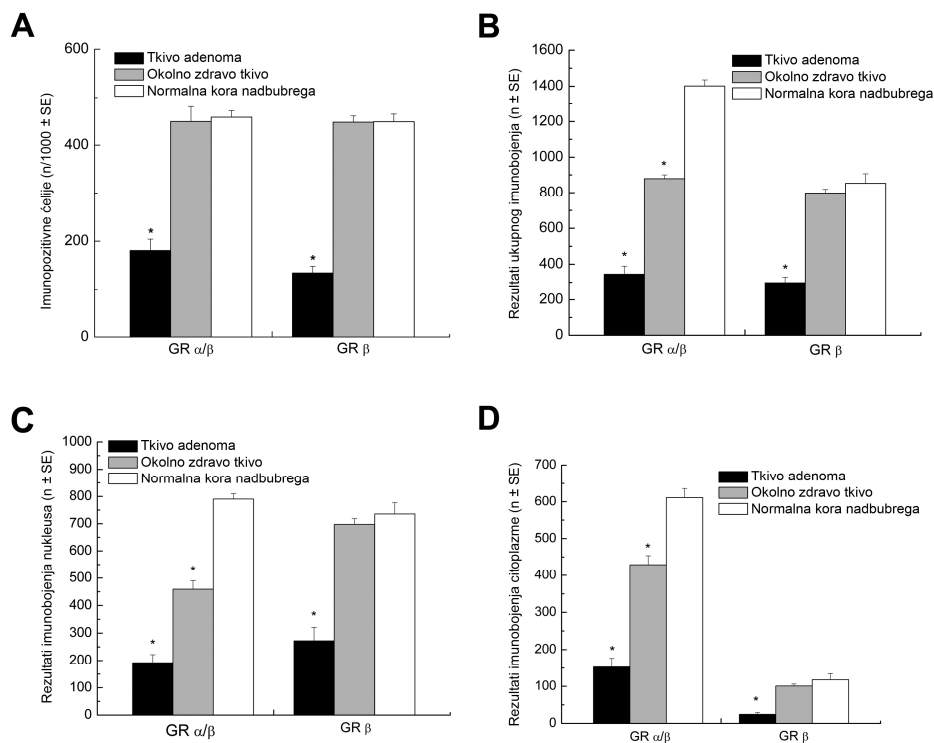 A
Imunopozitivne ćelije (n/1000 ± SE)
600
400
200
0
Tkivo adenoma
Okolno zdravo tkivo
Normalna kora nadbubrega
*
*
GR α/β
GR β
B
Rezultati ukupnog imunobojenja (n ± SE)
1600
1400
1200
1000
800
600
400
200
0
Tkivo adenoma
Okolno zdravo tkivo
Normalna kora nadbubrega
*
*
*
GR α/β
GR β
C
Rezultati imunobojenja nukleusa (n ± SE)
1000
900
800
700
600
500
400
300
200
100
0
Tkivo adenoma
Okolno zdravo tkivo
Normalna kora nadbubrega
*
*
*
GR α/β
GR β
D
Rezultati imunobojenja citoplazme (n ± SE)
700
600
500
400
300
200
100
0
Tkivo adenoma
Okolno zdravo tkivo
Normalna kora nadbubrega
*
*
*
GR α/β
GR β